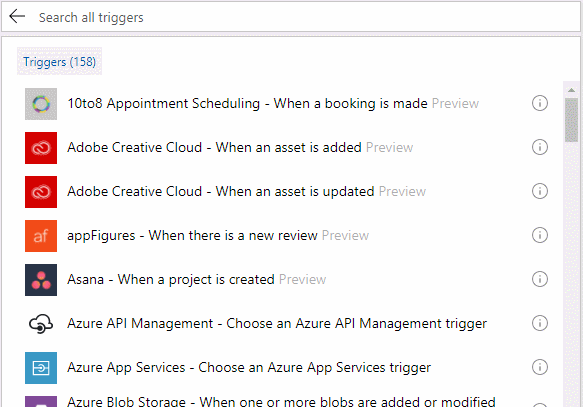 Search all triggers
Triggers (158)
10to8 Appointment Scheduling - When a booking is made Preview
Adobe Creative Cloud - When an asset is added Preview
Adobe Creative Cloud - When an asset is updated Preview
af
appFigures - When there is a new review Preview
Asana - When a project is created Preview
Azure API Management - Choose an Azure API Management trigger
Azure App Services - Choose an Azure App Services trigger
Azure Blob Storage - When one or more blobs are added or modified